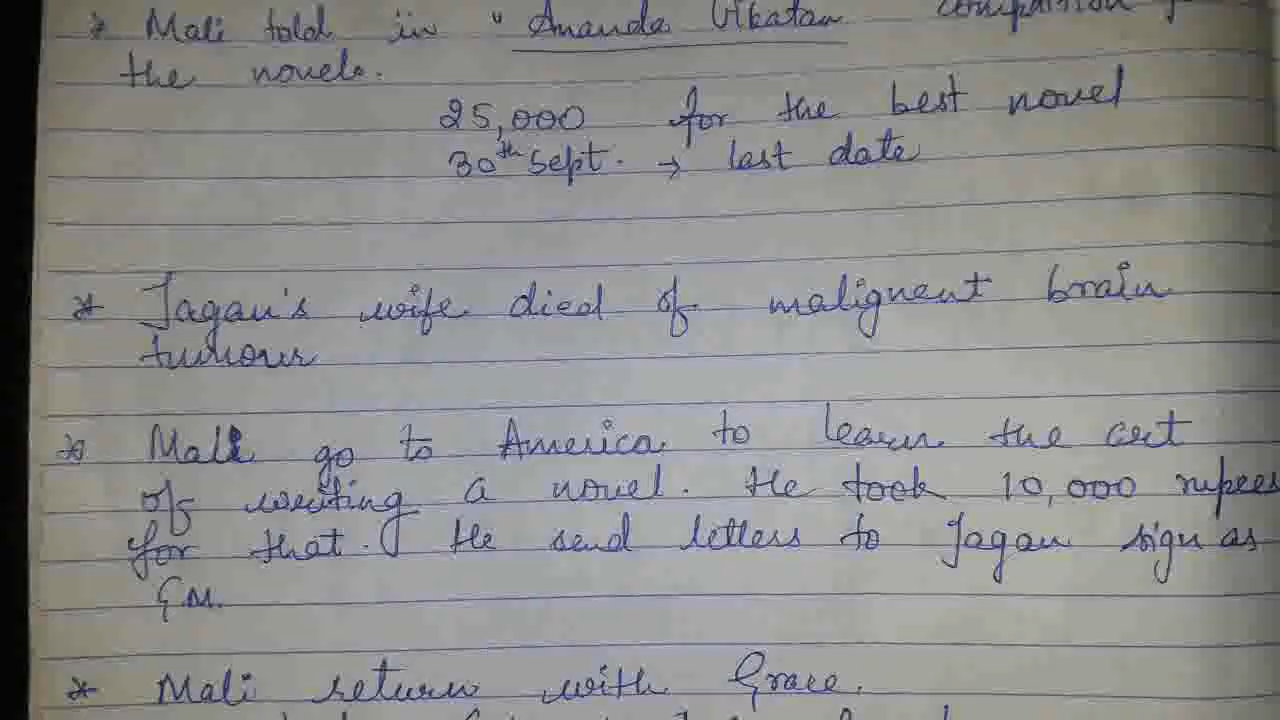 * Mali told in "Ananda Vikatan
the novels.
25,000 for the best novel
30th Sept. → last date
* Jagan's wife died of malignent brain
tumour
* Mali go to America to learn the art
of writing a novel. He took 10,000 rupees
for that. He send letters to Jagan sign as
* Mali return with Grace.